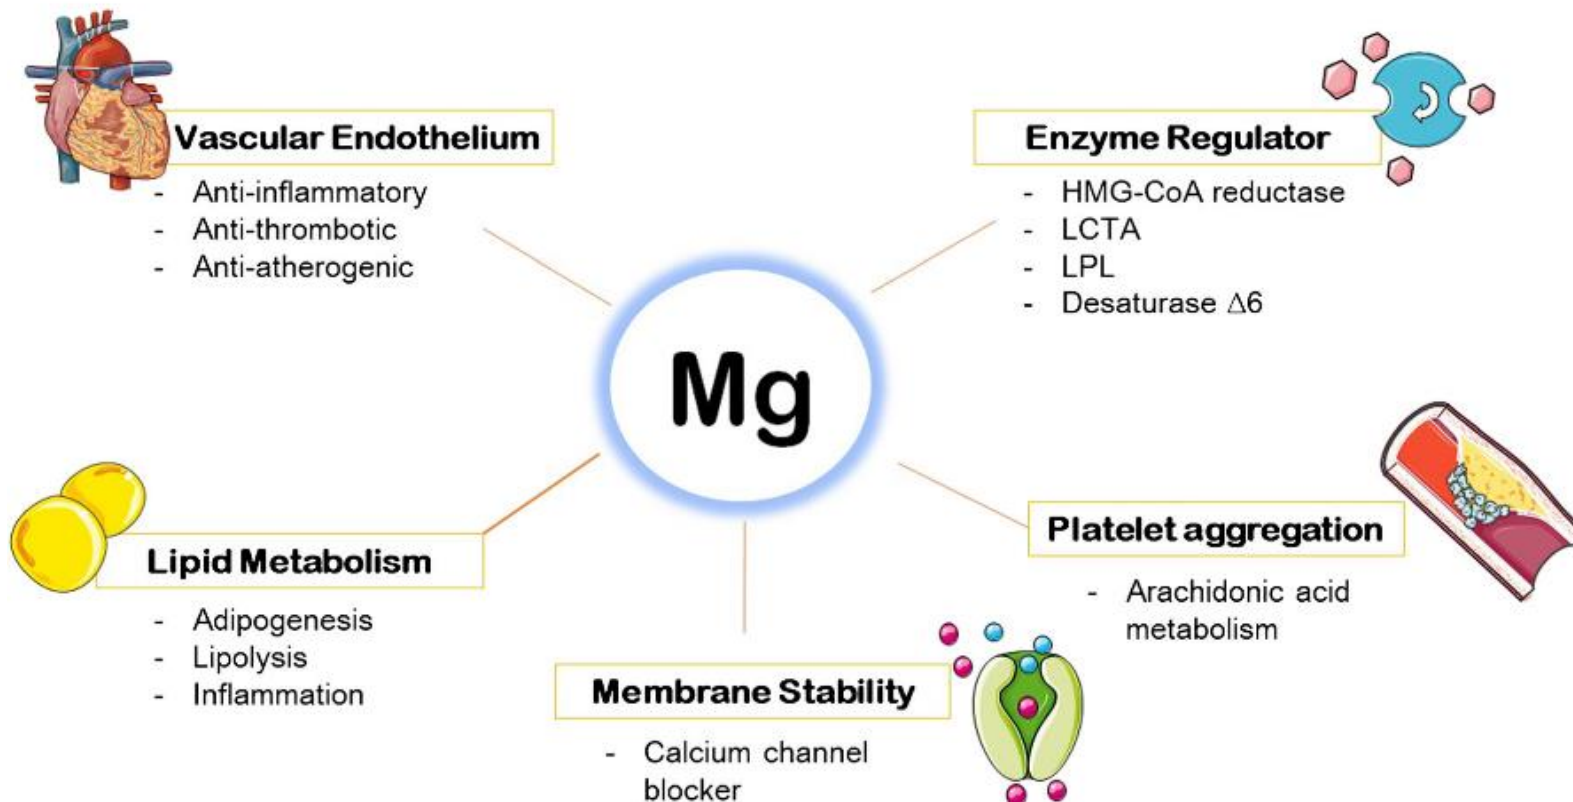 Vascular Endothelium
- Anti-inflammatory
- Anti-thrombotic
- Anti-atherogenic
Enzyme Regulator
- HMG-CoA reductase
- LCTA
- LPL
- Desaturase Δ6
Mg
Lipid Metabolism
- Adipogenesis
- Lipolysis
- Inflammation
Membrane Stability
- Calcium channel
blocker
Platelet aggregation
- Arachidonic acid
metabolism